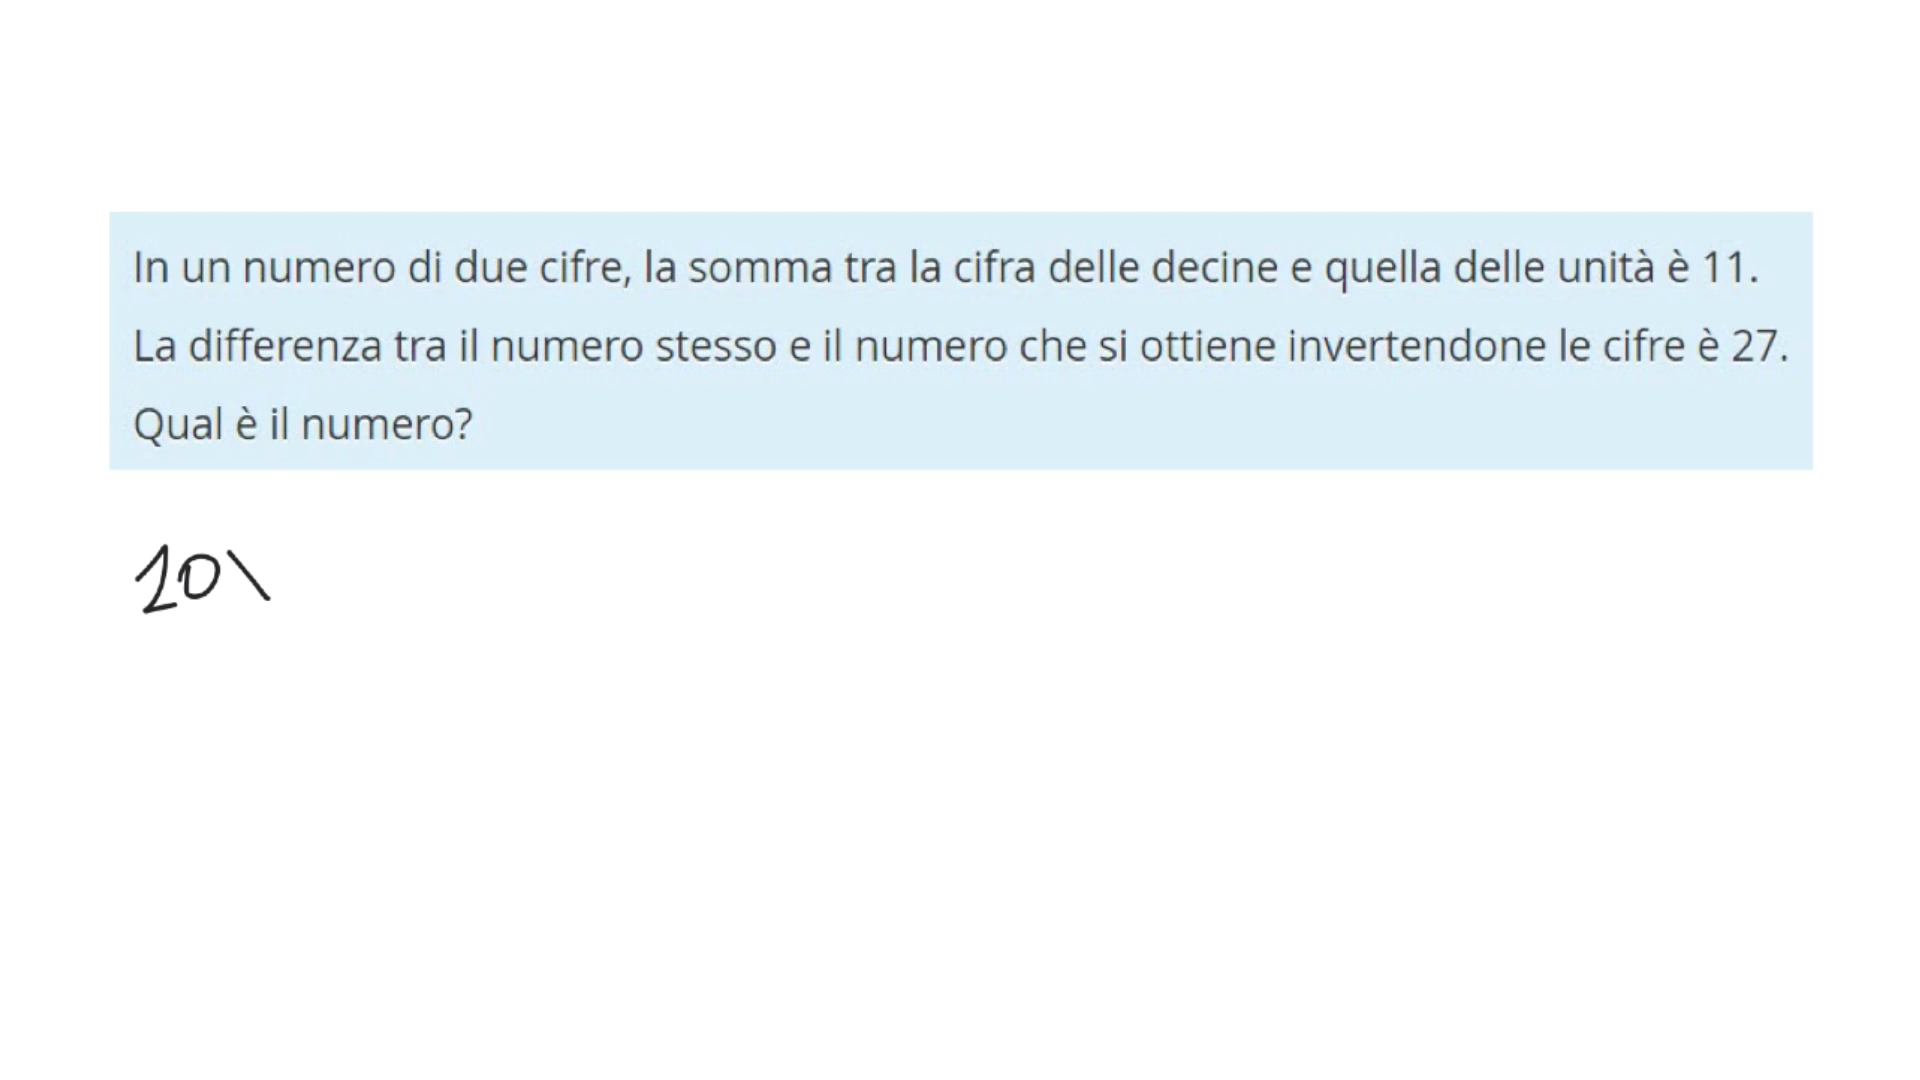 In un numero di due cifre, la somma tra la cifra delle decine e quella delle unità è 11.
La differenza tra il numero stesso e il numero che si ottiene invertendone le cifre è 27.
Qual è il numero?
10\